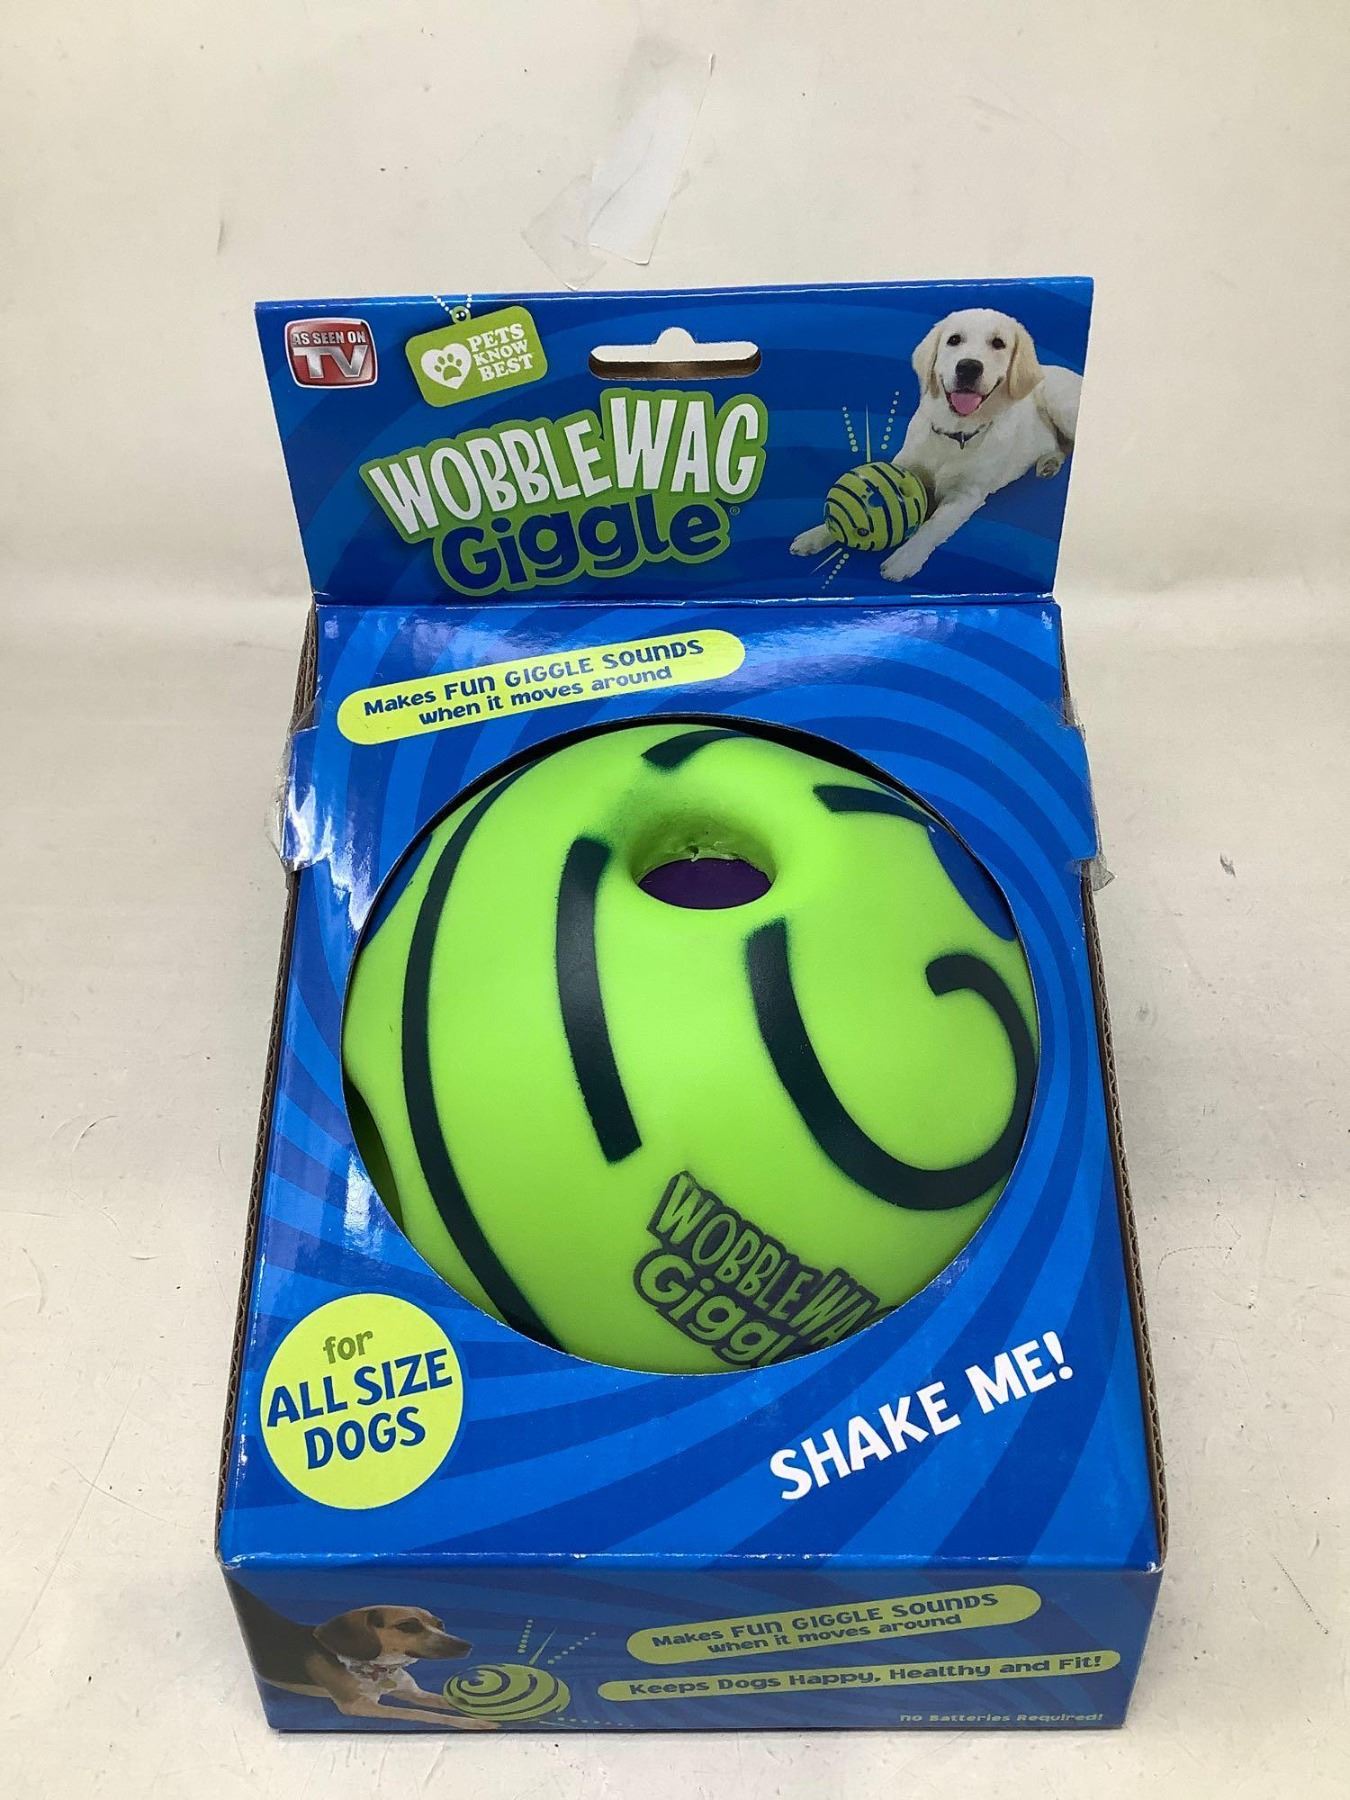 AS SEEN ON
TV
PETS
KNOW
BEST
WOBBLE WAG
Giggle®
Makes FUN GIGGLE SOUNDS
when it moves around
WOBBLE WA
Giggl
for
ALL SIZE
DOGS
SHAKE ME!
Makes FUN GIGGLE SOUNDS
when it moves around
Keeps Dogs Happy, Healthy and Fit!
no Batteries Required!